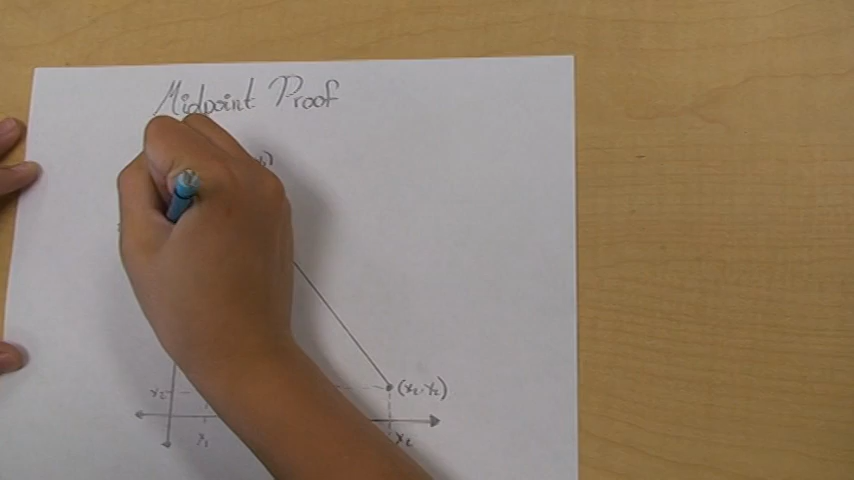 Midpoint Proof
(x₂, y₂)
y₂
x₁
x₂